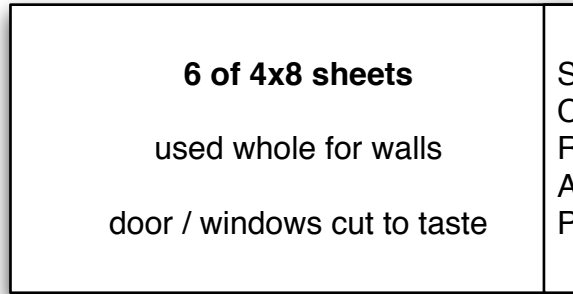 6 of 4x8 sheets
used whole for walls
door / windows cut to taste
S
C
R
A
P